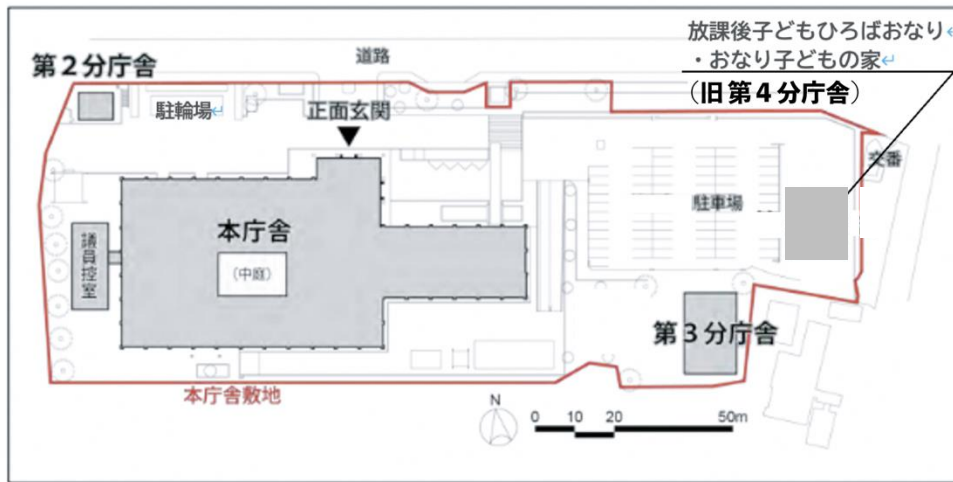 放課後子どもひろばおなり
・おなり子どもの家
(旧第4分庁舎)
道路
第2分庁舎
駐輪場
正面玄関
交番
駐車場
本庁舎
議員控室
(中庭)
第3分庁舎
本庁舎敷地
N
0 10 20 50m